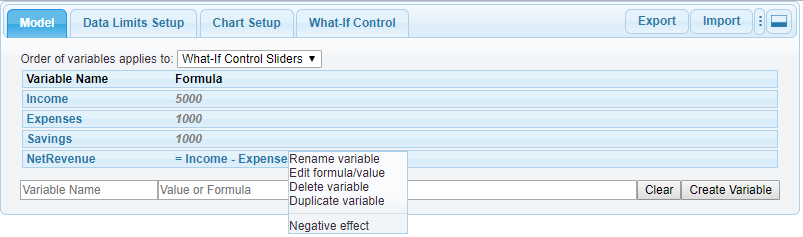 Model Data Limits Setup Chart Setup What-If Control Export Import
Order of variables applies to: What-If Control Sliders
Variable Name Formula
Income 5000
Expenses 1000
Savings 1000
NetRevenue = Income - Expense
Rename variable
Edit formula/value
Delete variable
Duplicate variable
Negative effect
Variable Name Value or Formula Clear Create Variable